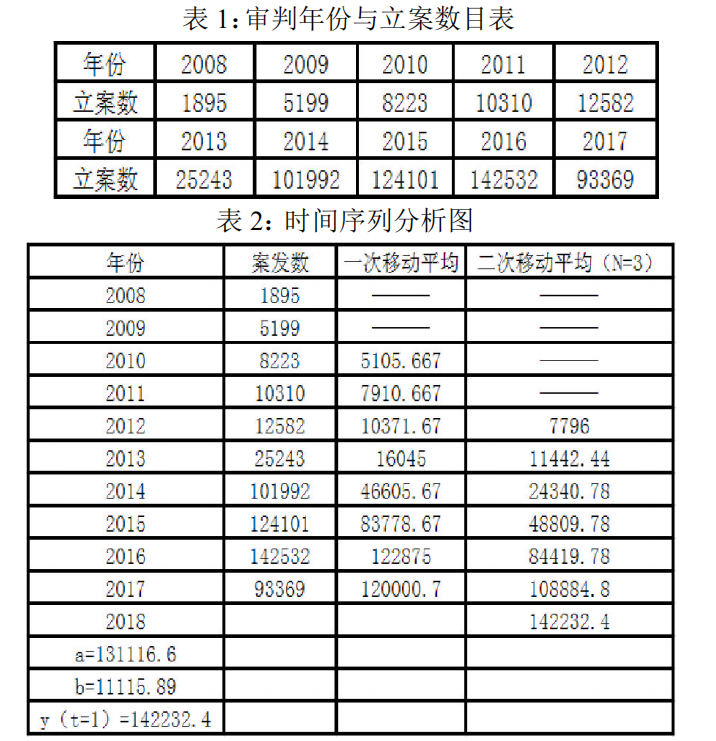 表 1：审判年份与立案数目表
年份 2008 2009 2010 2011 2012
立案数 1895 5199 8223 10310 12582
年份 2013 2014 2015 2016 2017
立案数 25243 101992 124101 142532 93369
表 2：时间序列分析图
年份 案发数 一次移动平均 二次移动平均（N=3）
2008 1895 —— ——
2009 5199 —— ——
2010 8223 5105.667 ——
2011 10310 7910.667 ——
2012 12582 10371.67 7796
2013 25243 16045 11442.44
2014 101992 46605.67 24340.78
2015 124101 83778.67 48809.78
2016 142532 122875 84419.78
2017 93369 120000.7 108884.8
2018 142232.4
a=131116.6
b=11115.89
y（t=1）=142232.4